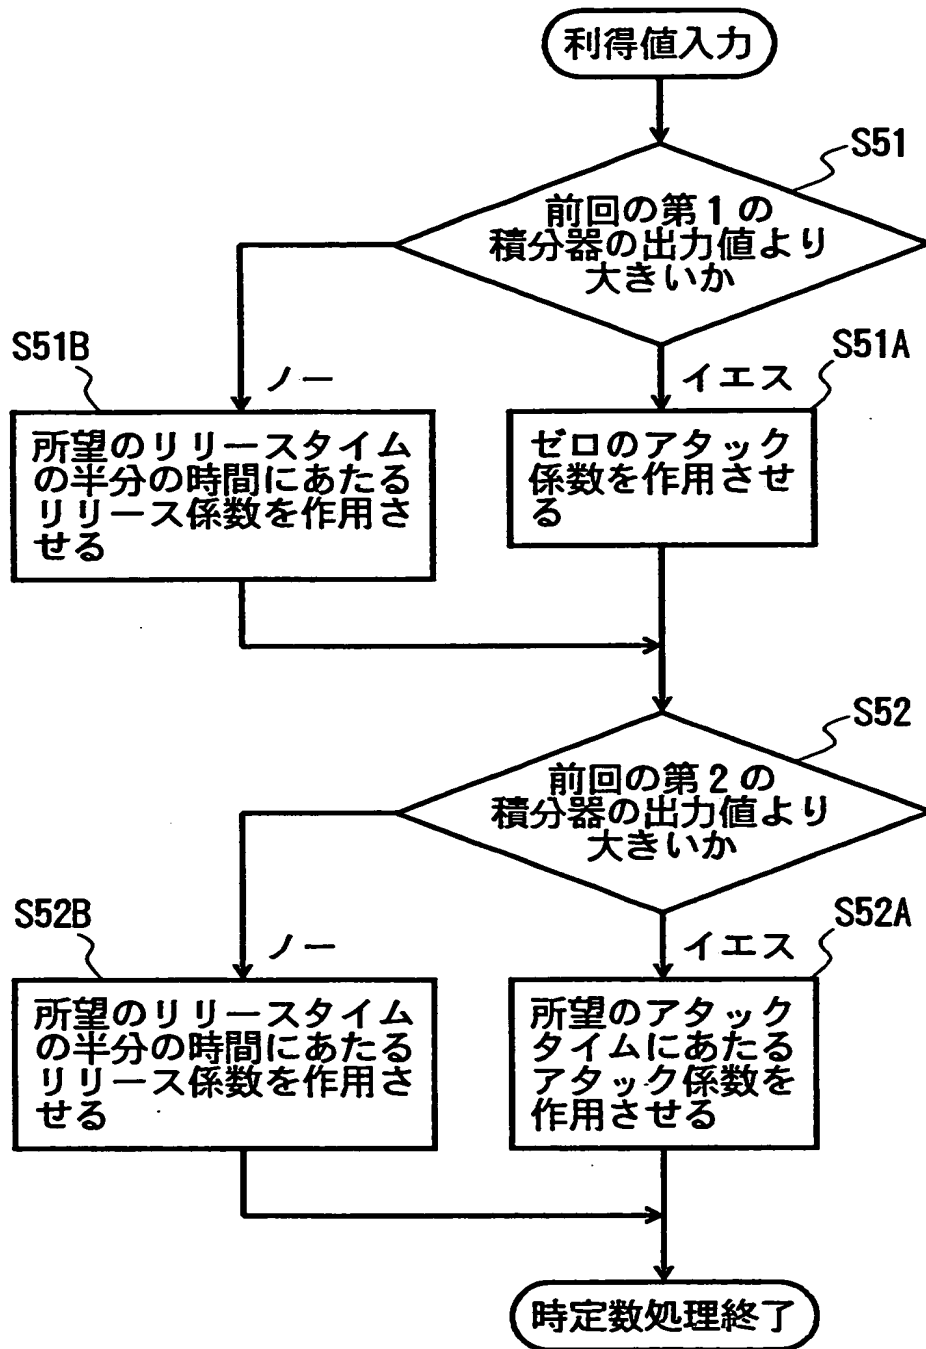 利得値入力
S51
前回の第1の
積分器の出力値より
大きいか
S51B
ノー
S51A
イエス
所望のリリースタイム
の半分の時間にあたる
リリース係数を作用さ
せる
ゼロのアタック
係数を作用させ
る
S52
前回の第2の
積分器の出力値より
大きいか
S52B
ノー
S52A
イエス
所望のリリースタイム
の半分の時間にあたる
リリース係数を作用さ
せる
所望のアタック
タイムにあたる
アタック係数を
作用させる
時定数処理終了